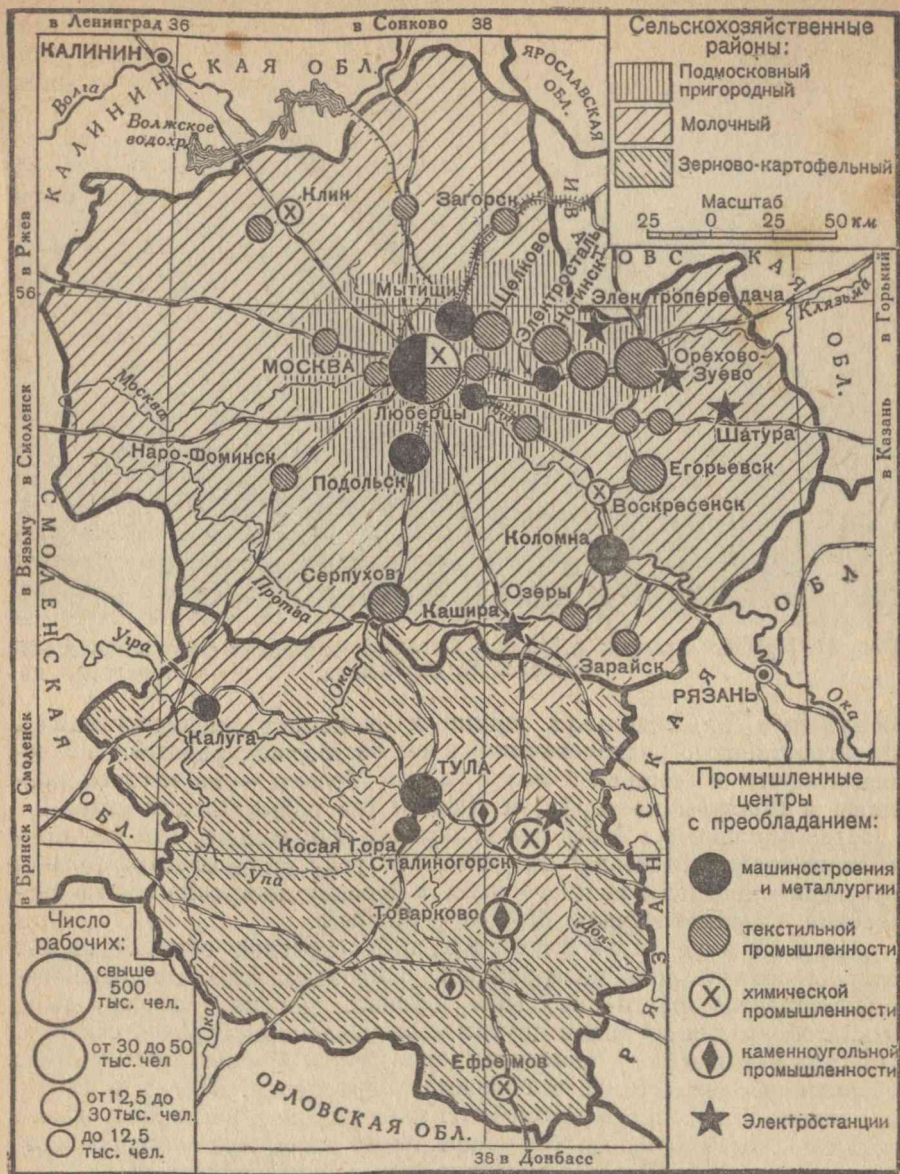 в Ленинград 36
в Сонково 38
КАЛИНИН
КАЛИНИНСКАЯ ОБЛ.
ЯРОСЛАВСКАЯ
ОБЛ.
Волга
Волжское
водохр.
Сельскохозяйственные
районы:
Подмосковный
пригородный
Молочный
Зерново-картофельный
Масштаб
25 0 25 50 км
Клин
Загорск
в Ржев
56
Мытищи
Щелково
Электросталь
Ногинск
ИВАНОВСКАЯ ОБЛ.
Электропередача
Клязьма
в Горький
МОСКВА
Орехово-
Зуево
Москва
Люберцы
Шатура
в Казань
в Смоленск
Наро-Фоминск
Подольск
Егорьевск
Воскресенск
в Вязьму
СМОЛЕНСКАЯ
ОБЛ.
Коломна
Серпухов
Протва
Озеры
Кашира
Зарайск
Угра
Ока
РЯЗАНЬ
Ока
РЯЗАНСКАЯ ОБЛ.
Калуга
в Смоленск
в Брянск
ТУЛА
Косая Гора
Сталиногорск
Упа
Товарково
Дон
Ока
Ефремов
ОРЛОВСКАЯ ОБЛ.
38 в Донбасс
Число
рабочих:
свыше
500
тыс. чел.
от 30 до 50
тыс. чел
от 12,5 до
30 тыс. чел.
до 12,5
тыс. чел.
Промышленные
центры
с преобладанием:
машиностроения
и металлургии
текстильной
промышленности
химической
промышленности
каменноугольной
промышленности
Электростанции